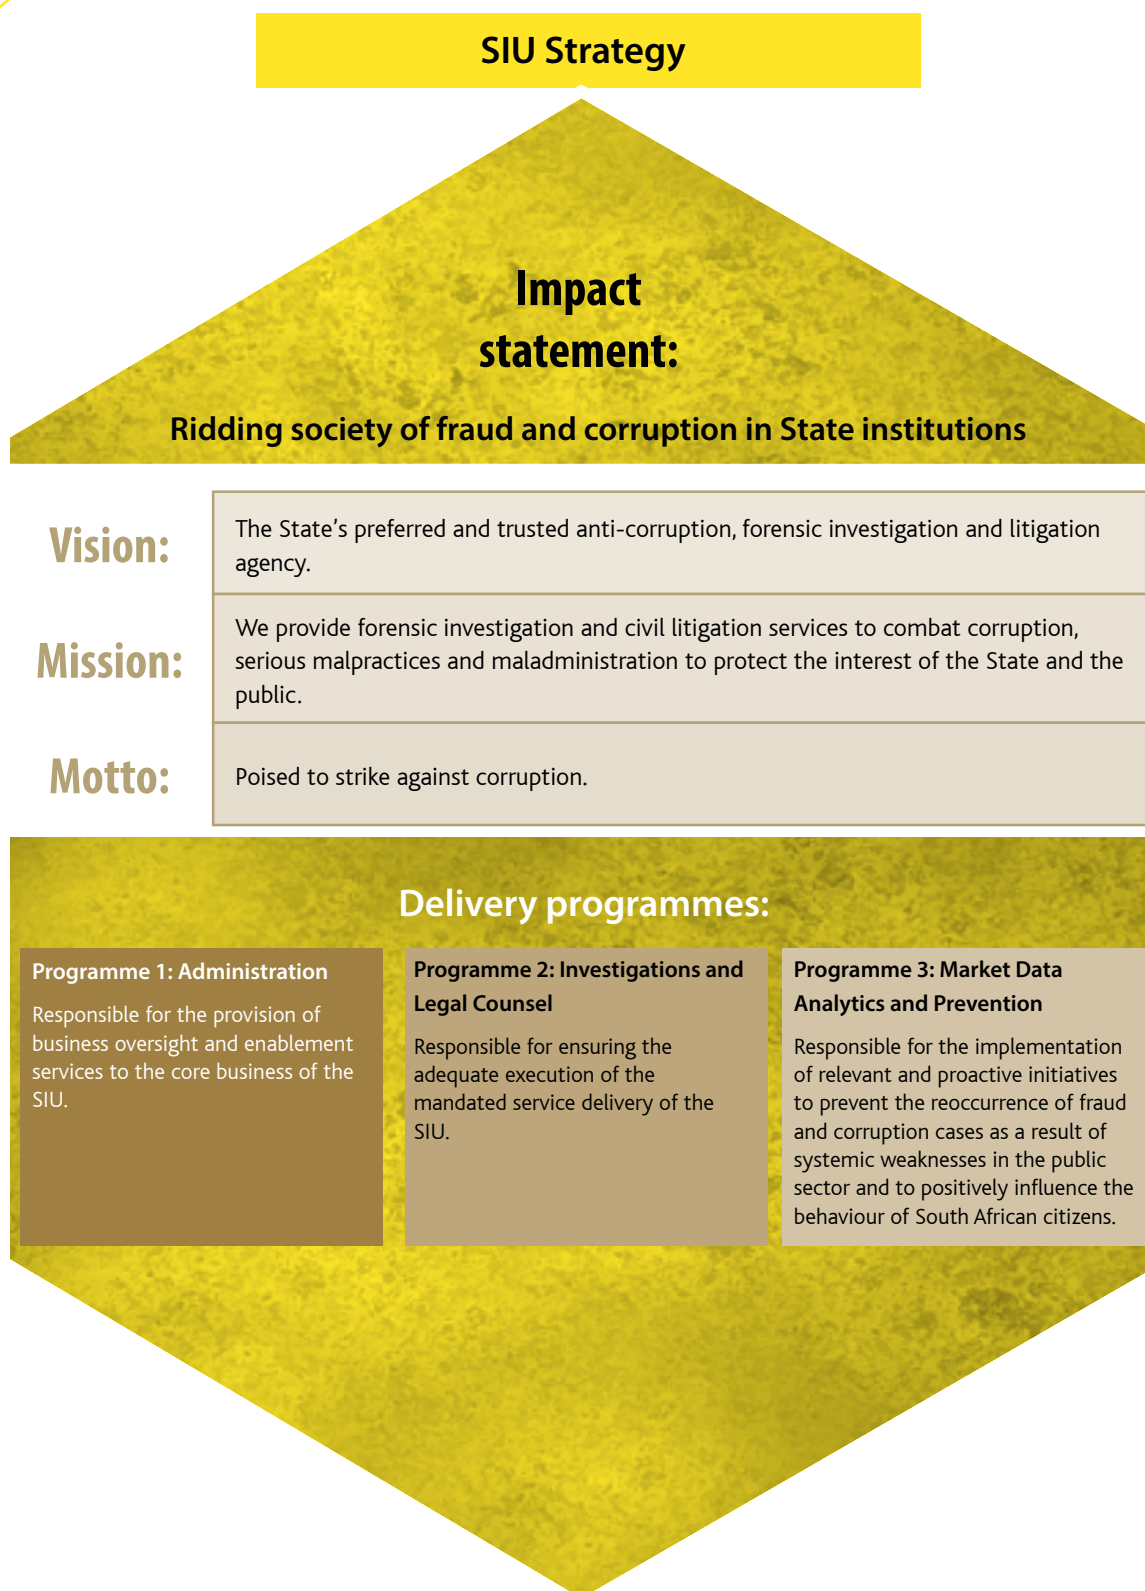 SIU Strategy
Impact
statement:
Ridding society of fraud and corruption in State institutions
Vision:
The State’s preferred and trusted anti-corruption, forensic investigation and litigation
agency.
Mission:
We provide forensic investigation and civil litigation services to combat corruption,
serious malpractices and maladministration to protect the interest of the State and the
public.
Motto:
Poised to strike against corruption.
Delivery programmes:
Programme 1: Administration
Responsible for the provision of
business oversight and enablement
services to the core business of the
SIU.
Programme 2: Investigations and
Legal Counsel
Responsible for ensuring the
adequate execution of the
mandated service delivery of the
SIU.
Programme 3: Market Data
Analytics and Prevention
Responsible for the implementation
of relevant and proactive initiatives
to prevent the reoccurrence of fraud
and corruption cases as a result of
systemic weaknesses in the public
sector and to positively influence the
behaviour of South African citizens.